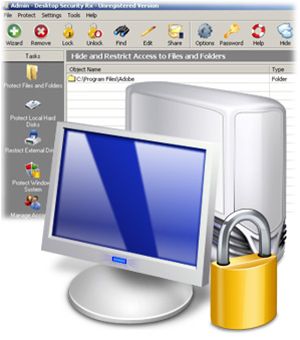 Admin - Desktop Security Rx - Unregistered Version
File Protect Settings Tools Help
Wizard Remove Lock Unlock Find Edit Share Options Password Help Hide
Tasks
Hide and Restrict Access to Files and Folders
Object Name Type
C:\Program Files\Adobe Folder
Protect Files and Folders
Protect Local Hard
Disks
Restrict External
Protect Window
System
Manage